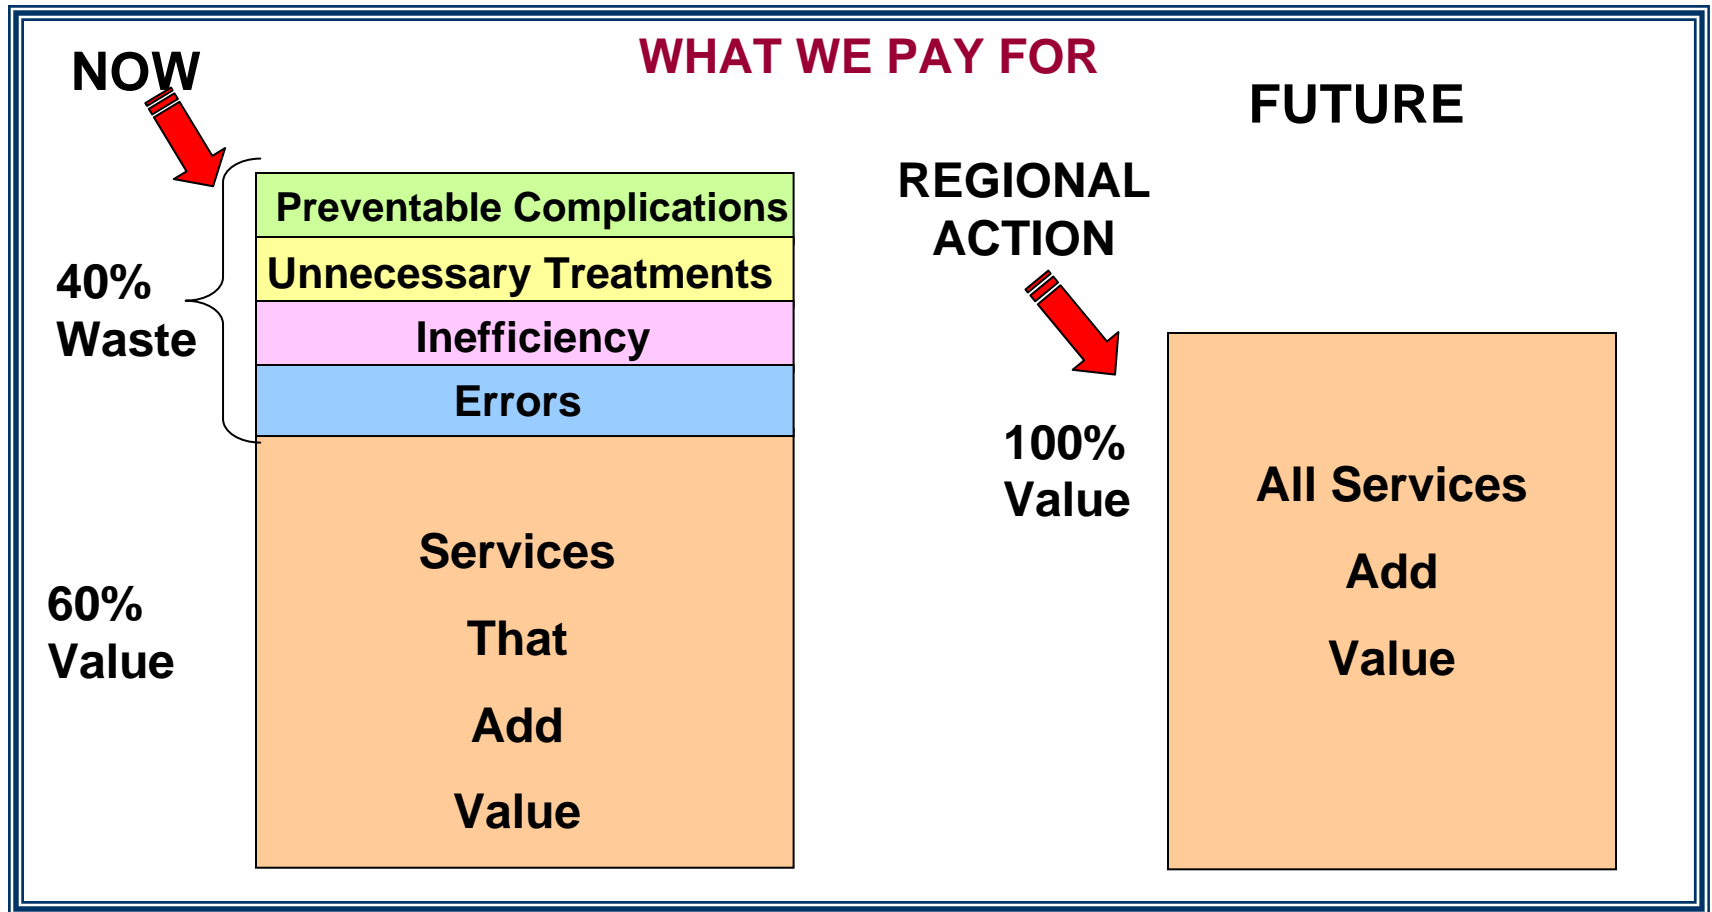 WHAT WE PAY FOR
NOW
FUTURE
Preventable Complications
Unnecessary Treatments
Inefficiency
Errors
40%
Waste
Services
That
Add
Value
60%
Value
REGIONAL
ACTION
100%
Value
All Services
Add
Value